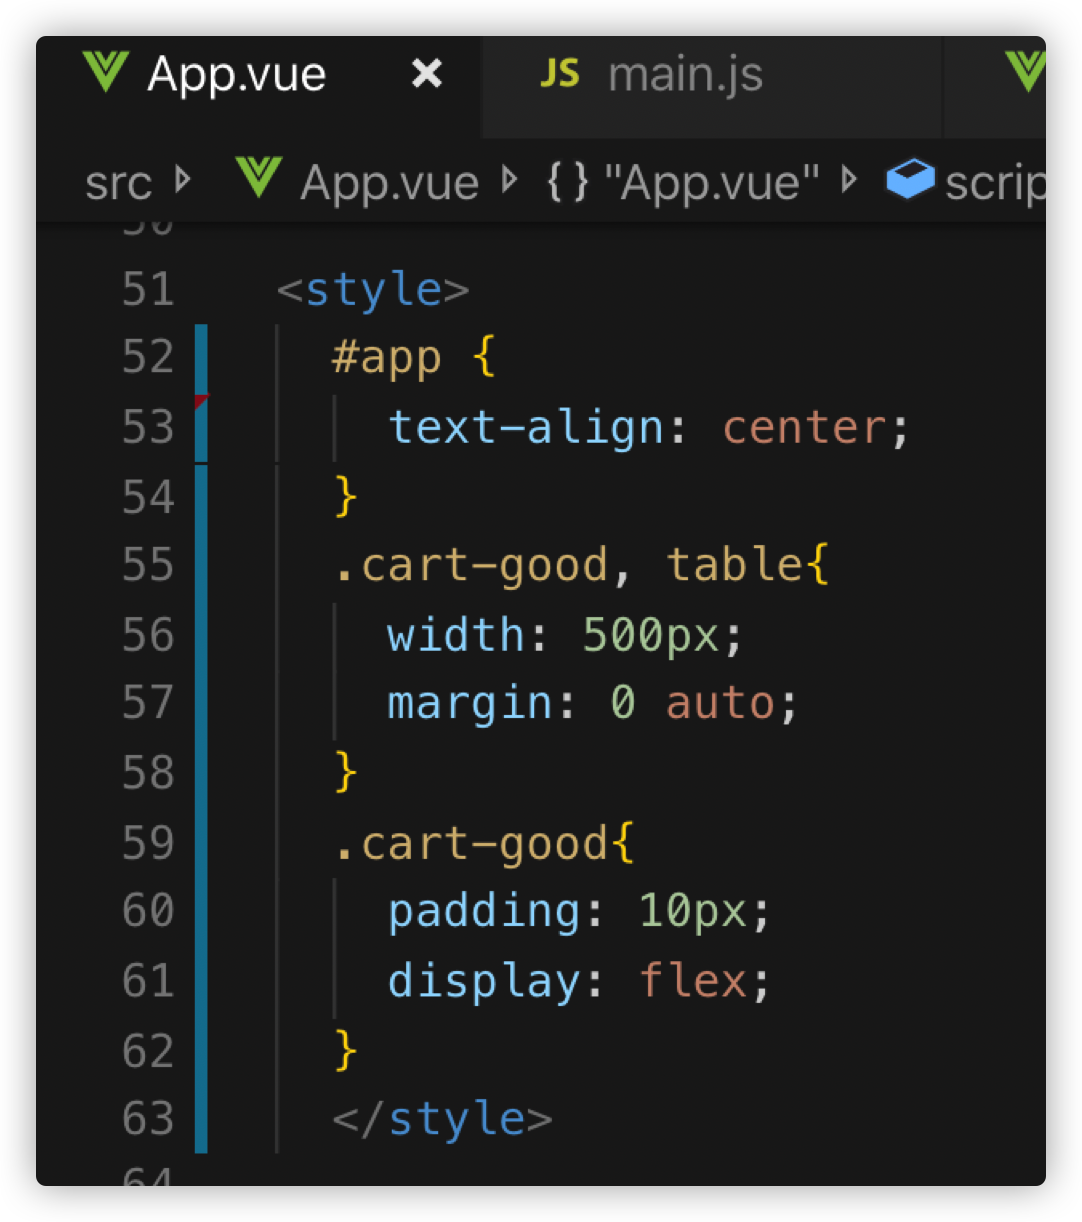 App.vue × JS main.js
src App.vue {} "App.vue" scrip
50
51 <style>
52 #app {
53 text-align: center;
54 }
55 .cart-good, table{
56 width: 500px;
57 margin: 0 auto;
58 }
59 .cart-good{
60 padding: 10px;
61 display: flex;
62 }
63 </style>
64